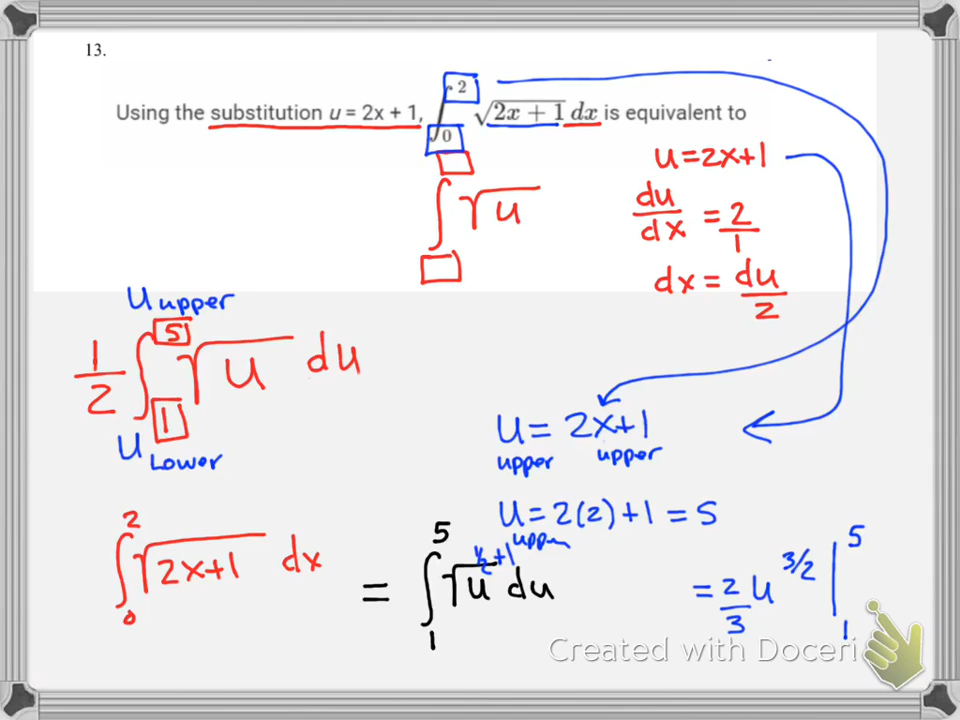 13.
Using the substitution u = 2x + 1, ∫₀² √(2x + 1) dx is equivalent to
∫ √u
u=2x+1
du/dx = 2/1
dx = du/2
u upper
1/2 ∫₁⁵ √u du
u Lower
u = 2x+1
upper upper
u = 2(2)+1 = 5
upper
∫₀² √(2x+1) dx = ∫₁⁵ √u du
1/2 +1
= 2/3 u^(3/2) |₁⁵
Created with Doceri